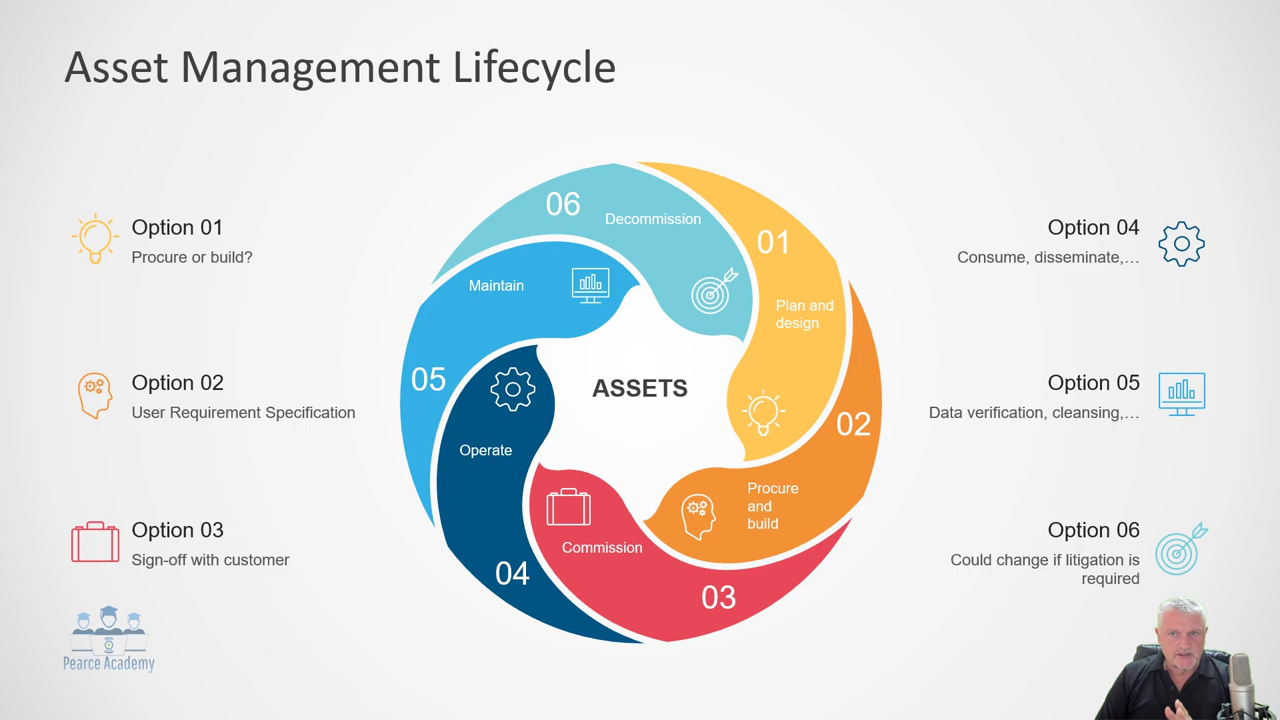 Asset Management Lifecycle
Option 01
Procure or build?
Option 02
User Requirement Specification
Option 03
Sign-off with customer
06
Decommission
01
Plan and
design
Maintain
05
ASSETS
02
Operate
Procure
and
build
Commission
04
03
Option 04
Consume, disseminate,…
Option 05
Data verification, cleansing,…
Option 06
Could change if litigation is
required
Pearce Academy